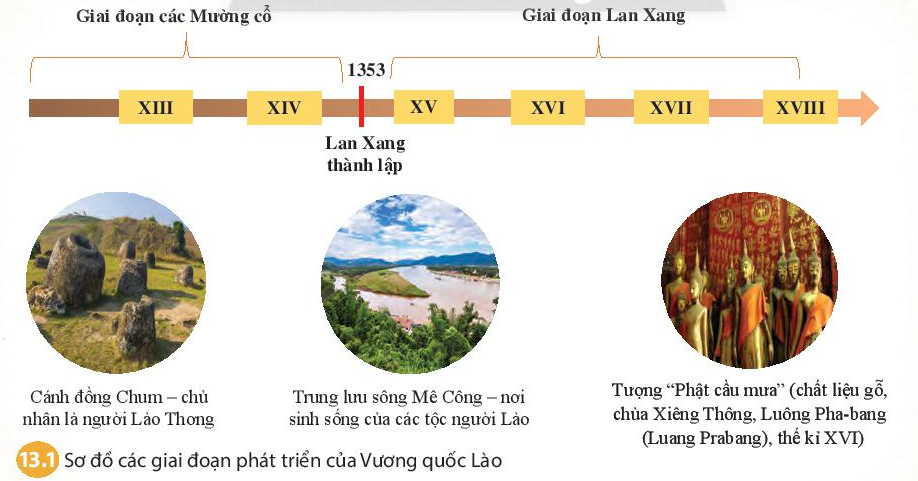 Giai đoạn các Mường cổ
Giai đoạn Lan Xang
1353
XIII
XIV
XV
XVI
XVII
XVIII
Lan Xang
thành lập
Cánh đồng Chum – chủ
nhân là người Lào Thơng
Trung lưu sông Mê Công – nơi
sinh sống của các tộc người Lào
Tượng “Phật cầu mưa” (chất liệu gỗ,
chùa Xiêng Thông, Luông Pha-bang
(Luang Prabang), thế kỉ XVI)
13.1 Sơ đồ các giai đoạn phát triển của Vương quốc Lào